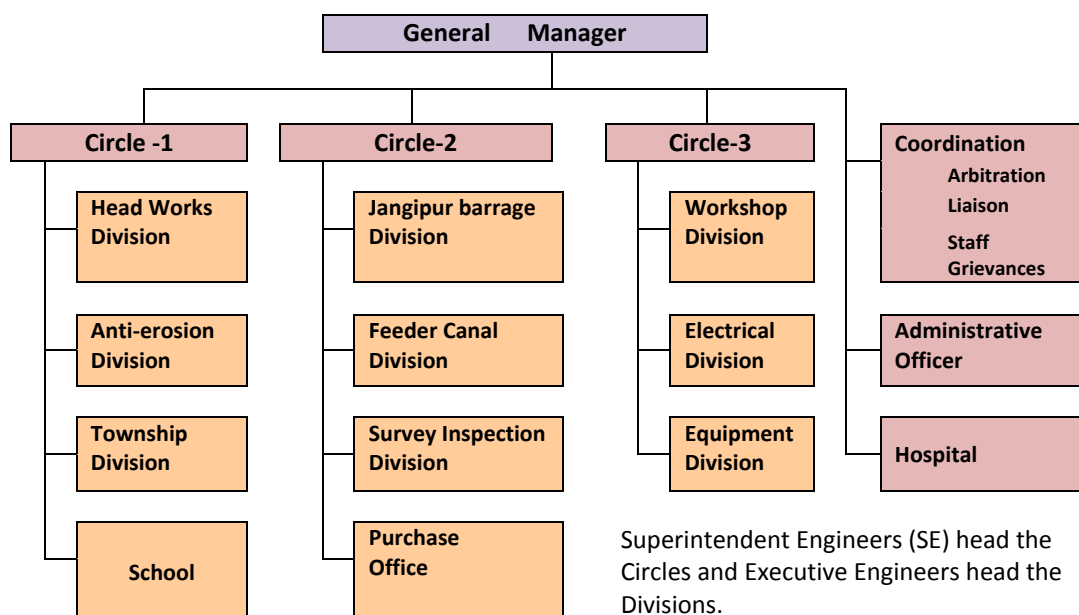 General Manager
Circle -1
Head Works
Division
Anti-erosion
Division
Township
Division
School
Circle-2
Jangipur barrage
Division
Feeder Canal
Division
Survey Inspection
Division
Purchase
Office
Circle-3
Workshop
Division
Electrical
Division
Equipment
Division
Coordination
Arbitration
Liaison
Staff
Grievances
Administrative
Officer
Hospital
Superintendent Engineers (SE) head the
Circles and Executive Engineers head the
Divisions.